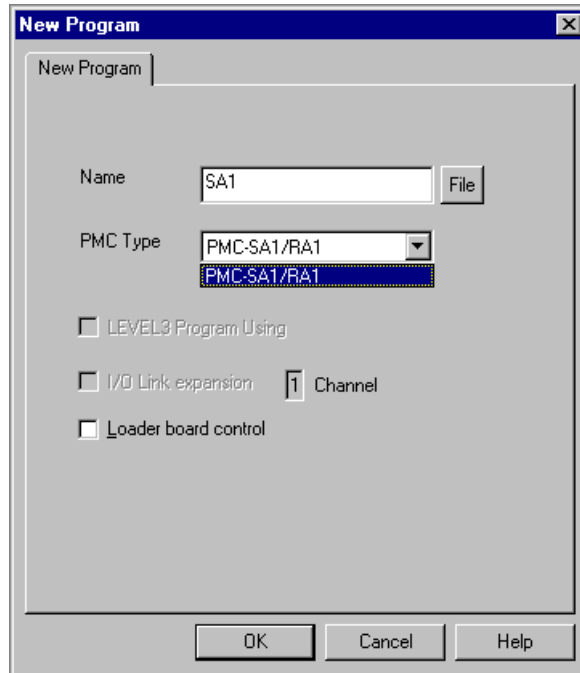 New Program
New Program
Name
SA1
File
PMC Type
PMC-SA1/RA1
PMC-SA1/RA1
LEVEL3 Program Using
I/O Link expansion 1 Channel
Loader board control
OK Cancel Help